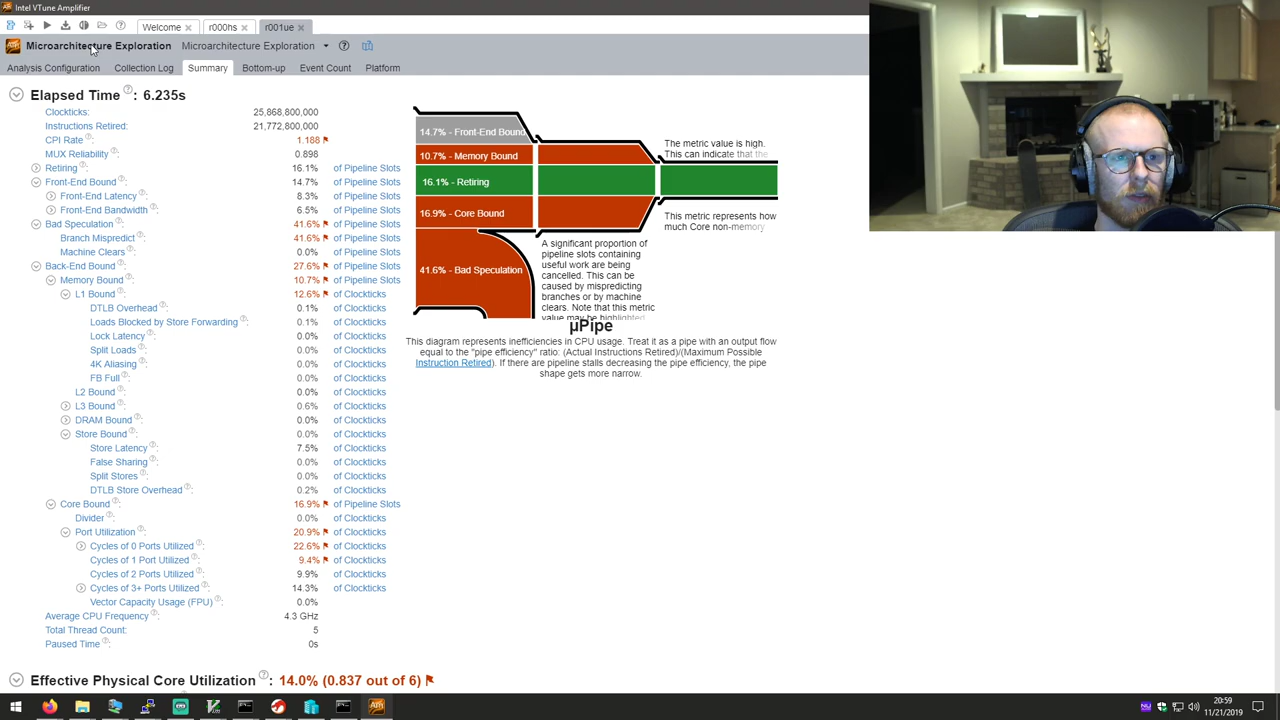 Intel VTune Amplifier
Welcome
r000hs
r001ue
Microarchitecture Exploration Microarchitecture Exploration
Analysis Configuration Collection Log Summary Bottom-up Event Count Platform
Elapsed Time : 6.235s
Clockticks: 25,868,800,000
Instructions Retired: 21,772,800,000
CPI Rate : 1.188
MUX Reliability : 0.898
Retiring : 16.1% of Pipeline Slots
Front-End Bound : 14.7% of Pipeline Slots
Front-End Latency : 8.3% of Pipeline Slots
Front-End Bandwidth : 6.5% of Pipeline Slots
Bad Speculation : 41.6% of Pipeline Slots
Branch Mispredict : 41.6% of Pipeline Slots
Machine Clears : 0.0% of Pipeline Slots
Back-End Bound : 27.6% of Pipeline Slots
Memory Bound : 10.7% of Pipeline Slots
L1 Bound : 12.6% of Clockticks
DTLB Overhead : 0.1% of Clockticks
Loads Blocked by Store Forwarding : 0.1% of Clockticks
Lock Latency : 0.0% of Clockticks
Split Loads : 0.0% of Clockticks
4K Aliasing : 0.0% of Clockticks
FB Full : 0.0% of Clockticks
L2 Bound : 0.0% of Clockticks
L3 Bound : 0.6% of Clockticks
DRAM Bound : 0.0% of Clockticks
Store Bound : 0.0% of Clockticks
Store Latency : 7.5% of Clockticks
False Sharing : 0.0% of Clockticks
Split Stores : 0.0% of Clockticks
DTLB Store Overhead : 0.2% of Clockticks
Core Bound : 16.9% of Pipeline Slots
Divider : 0.0% of Clockticks
Port Utilization : 20.9% of Clockticks
Cycles of 0 Ports Utilized : 22.6% of Clockticks
Cycles of 1 Port Utilized : 9.4% of Clockticks
Cycles of 2 Ports Utilized : 9.9% of Clockticks
Cycles of 3+ Ports Utilized : 14.3% of Clockticks
Vector Capacity Usage (FPU) : 0.0%
Average CPU Frequency : 4.3 GHz
Total Thread Count: 5
Paused Time : 0s
14.7% - Front-End Bound
10.7% - Memory Bound
16.1% - Retiring
16.9% - Core Bound
41.6% - Bad Speculation
The metric value is high.
This can indicate that the
This metric represents how
much Core non-memory
A significant proportion of
pipeline slots containing
useful work are being
cancelled. This can be
caused by mispredicting
branches or by machine
clears. Note that this metric
value may be highlighted
µPipe
This diagram represents inefficiencies in CPU usage. Treat it as a pipe with an output flow
equal to the "pipe efficiency" ratio: (Actual Instructions Retired)/(Maximum Possible
Instruction Retired). If there are pipeline stalls decreasing the pipe efficiency, the pipe
shape gets more narrow.
Effective Physical Core Utilization : 14.0% (0.837 out of 6)
20:59
11/21/2019